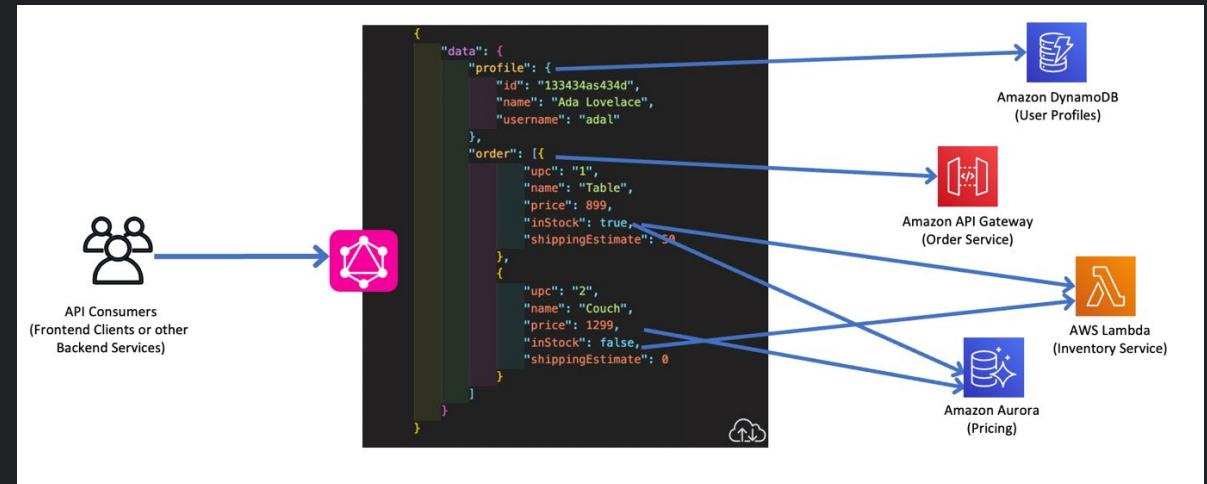 {
"data": {
"profile": {
"id": "133434as434d",
"name": "Ada Lovelace",
"username": "adal"
},
"order": [{
"upc": "1",
"name": "Table",
"price": 899,
"inStock": true,
"shippingEstimate": 50
},
{
"upc": "2",
"name": "Couch",
"price": 1299,
"inStock": false,
"shippingEstimate": 0
}
]
}
}
API Consumers
(Frontend Clients or other
Backend Services)
Amazon DynamoDB
(User Profiles)
Amazon API Gateway
(Order Service)
AWS Lambda
(Inventory Service)
Amazon Aurora
(Pricing)